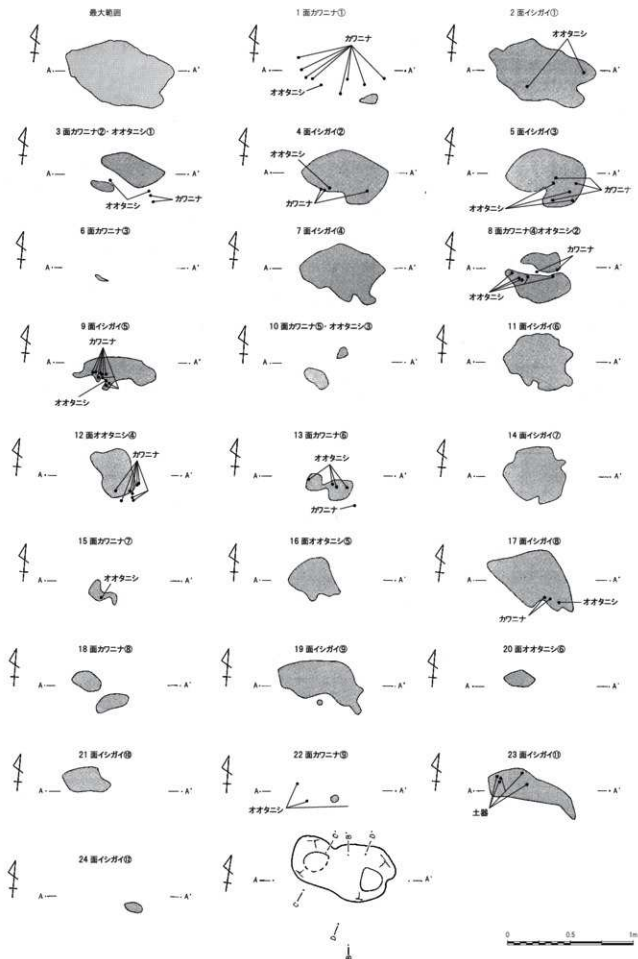 最大範囲
A A'
1 面カワニナ①
カワニナ
オオタニシ
A A'
2 面イシガイ①
オオタニシ
A A'
3 面カワニナ②・オオタニシ①
A A'
カワニナ
オオタニシ
4 面イシガイ②
オオタニシ
A A'
カワニナ
5 面イシガイ③
A A'
カワニナ
オオタニシ
6 面カワニナ③
A A'
7 面イシガイ④
A A'
8 面カワニナ④オオタニシ②
カワニナ
A A'
オオタニシ
9 面イシガイ⑤
カワニナ
A A'
オオタニシ
10 面カワニナ⑤・オオタニシ③
A A'
11 面イシガイ⑥
A A'
12 面オオタニシ④
カワニナ
A A'
13 面カワニナ⑥
オオタニシ
A A'
カワニナ
14 面イシガイ⑦
A A'
15 面カワニナ⑦
オオタニシ
A A'
16 面オオタニシ⑤
A A'
17 面イシガイ⑧
A A'
オオタニシ
カワニナ
18 面カワニナ⑧
A A'
19 面イシガイ⑨
A A'
20 面オオタニシ⑥
A A'
21 面イシガイ⑩
A A'
22 面カワニナ⑨
A A'
オオタニシ
23 面イシガイ⑪
A A'
土器
24 面イシガイ⑫
A A'
A A'
0 0.5 1m